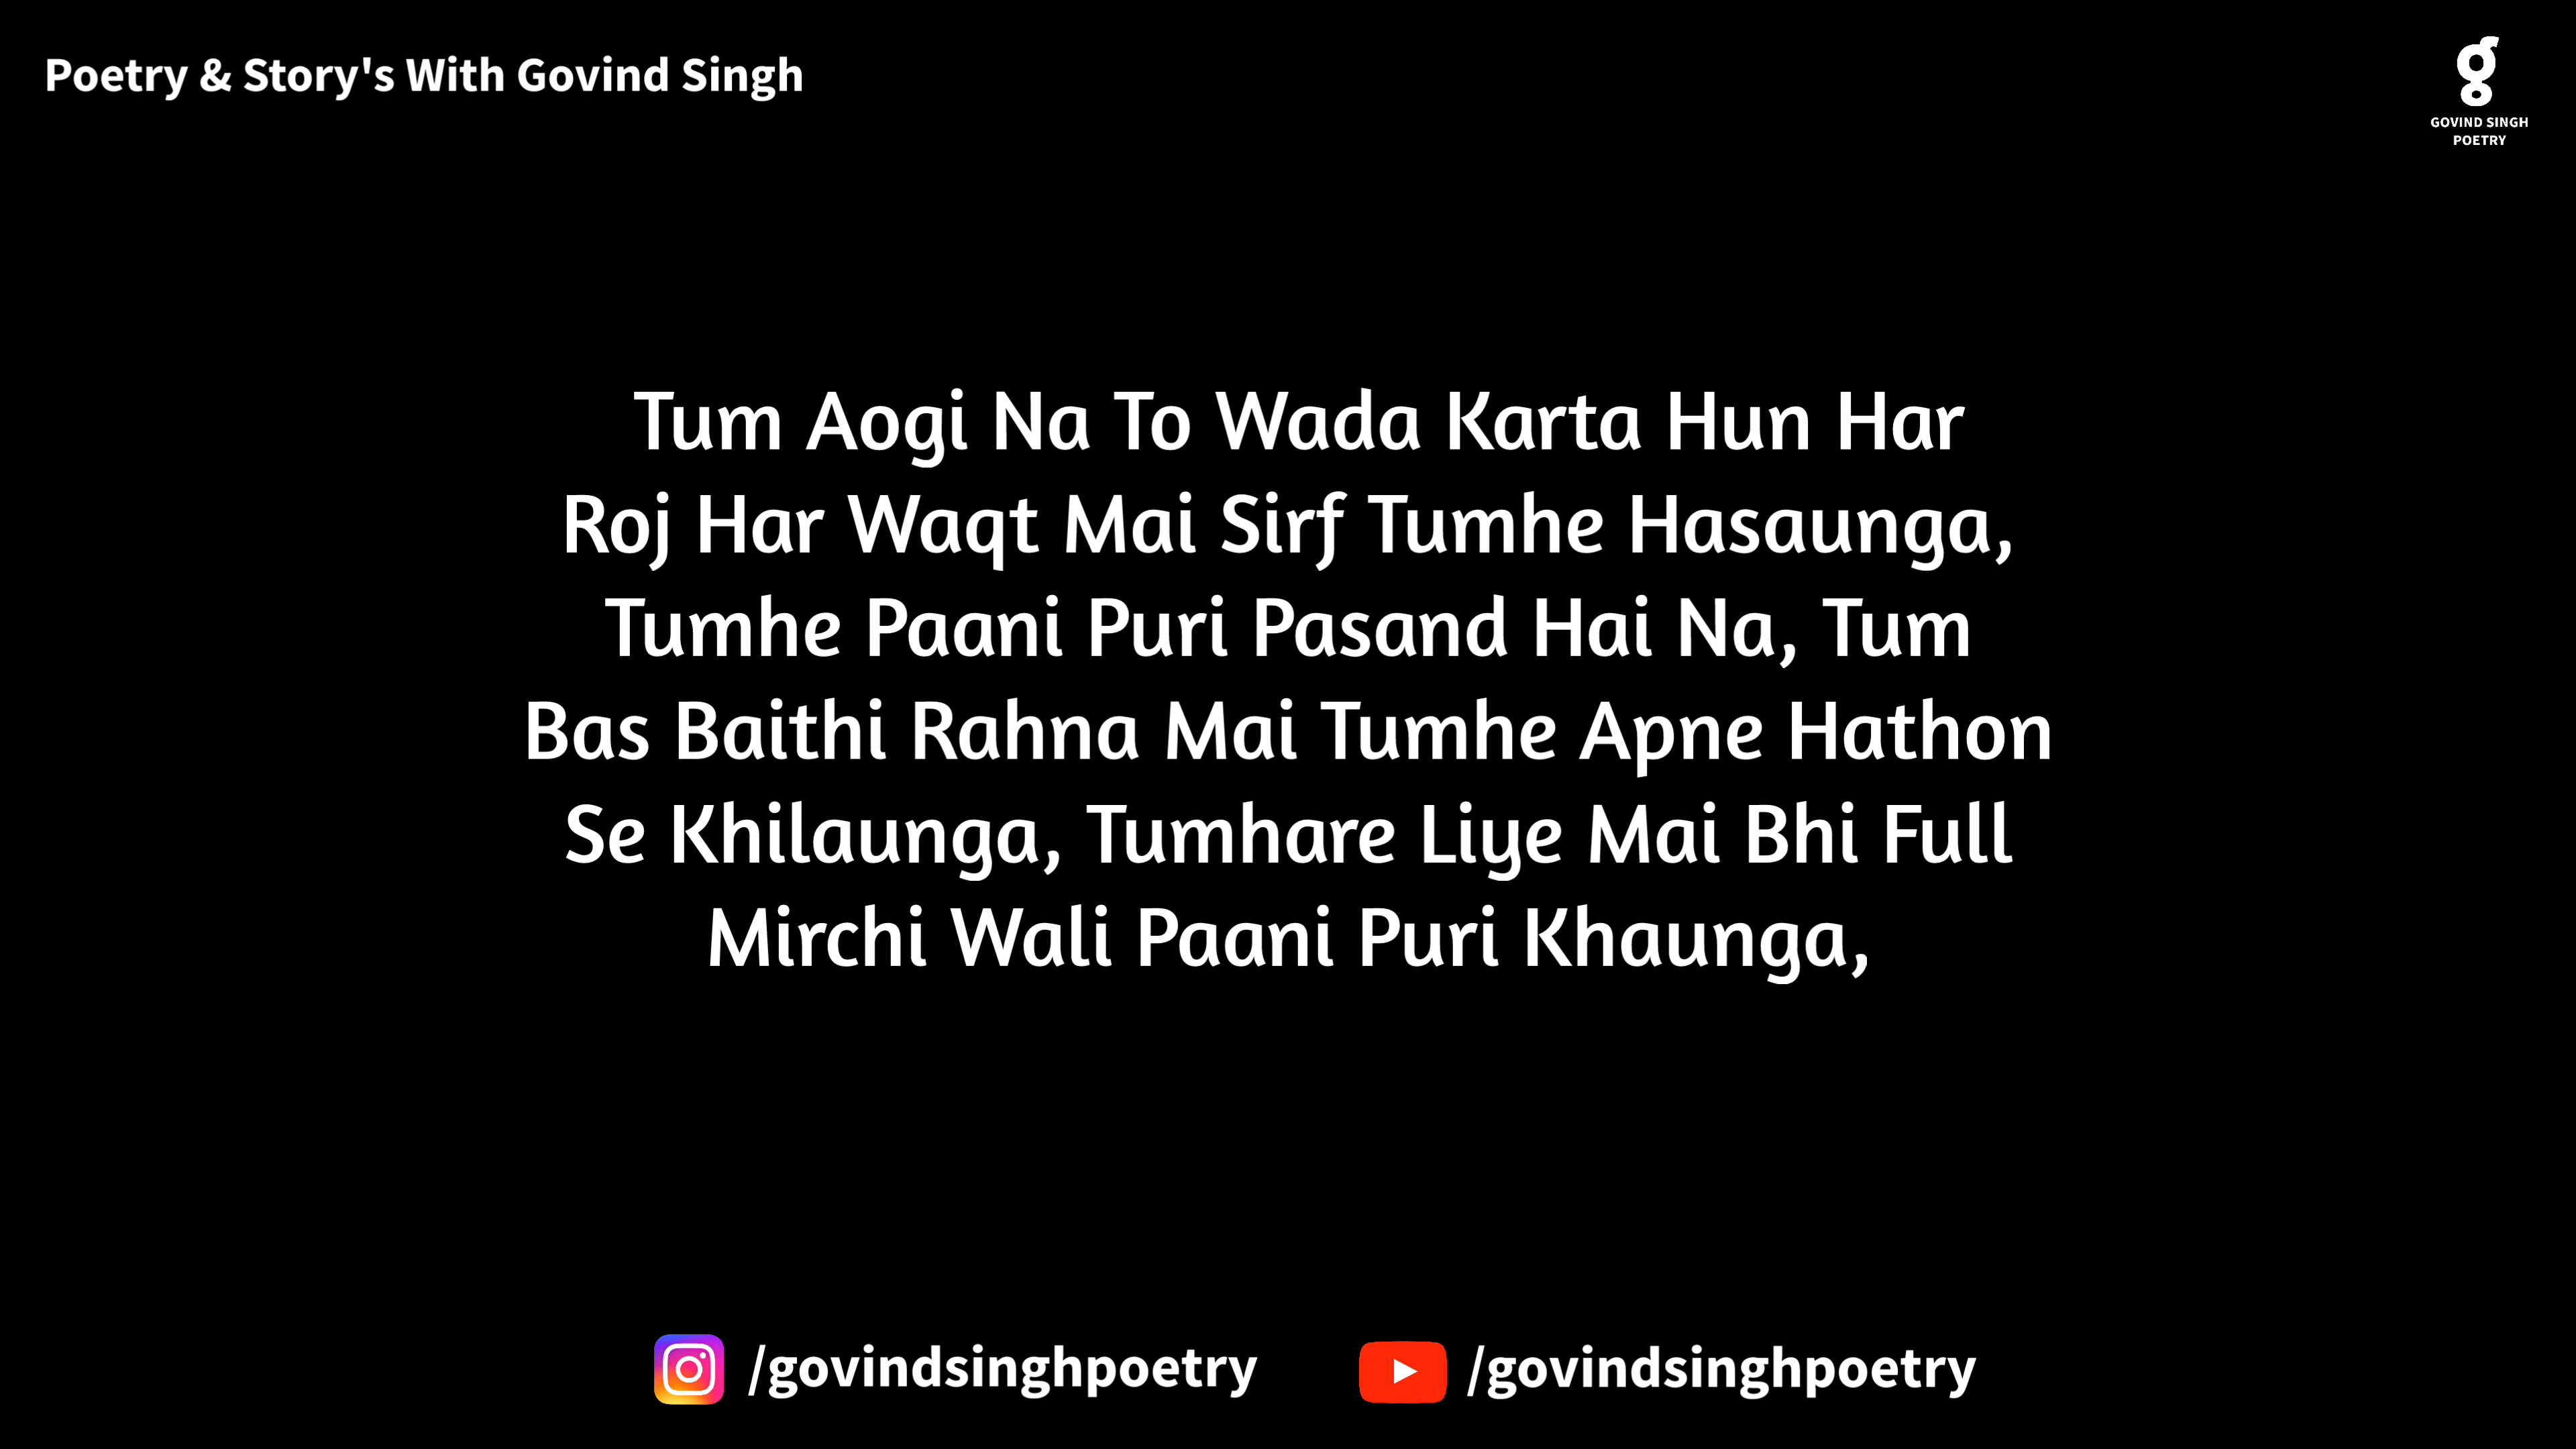 Poetry & Story's With Govind Singh
g
GOVIND SINGH
POETRY
Tum Aogi Na To Wada Karta Hun Har
Roj Har Waqt Mai Sirf Tumhe Hasaunga,
Tumhe Paani Puri Pasand Hai Na, Tum
Bas Baithi Rahna Mai Tumhe Apne Hathon
Se Khilaunga, Tumhare Liye Mai Bhi Full
Mirchi Wali Paani Puri Khaunga,
/govindsinghpoetry
/govindsinghpoetry